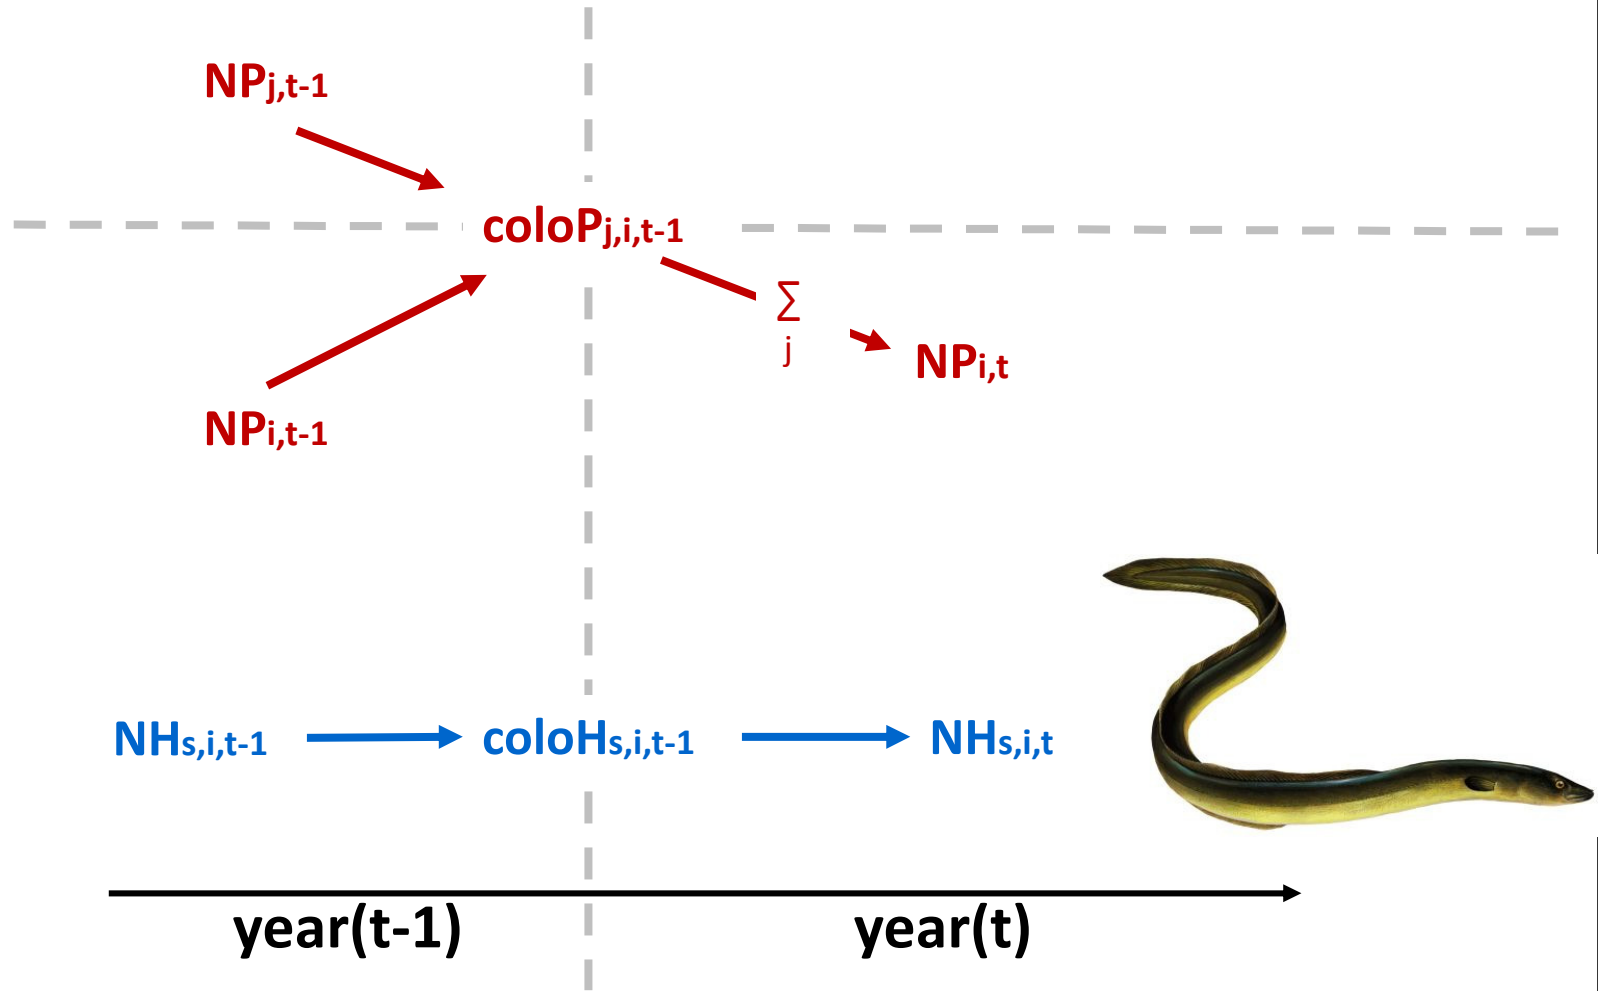 NPj,t-1
coloPj,i,t-1
∑
j
NPi,t
NPi,t-1
NHs,i,t-1
coloHs,i,t-1
NHs,i,t
year(t-1)
year(t)